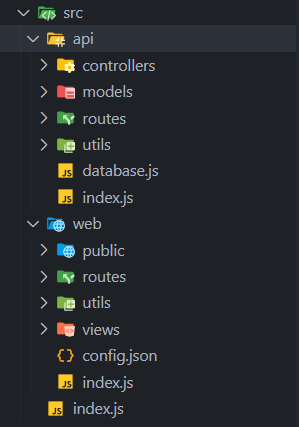 src
api
controllers
models
routes
utils
JS database.js
JS index.js
web
public
routes
utils
views
{} config.json
JS index.js
JS index.js